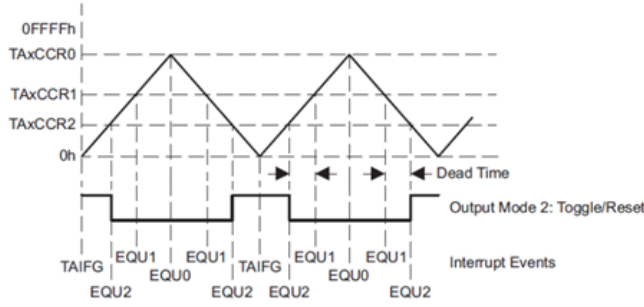 0FFFFh
TAxCCR0
TAxCCR1
TAxCCR2
0h
Dead Time
Output Mode 2: Toggle/Reset
EQU1 EQU1 EQU1 EQU1
TAIFG EQU0 TAIFG EQU0 Interrupt Events
EQU2 EQU2 EQU2 EQU2